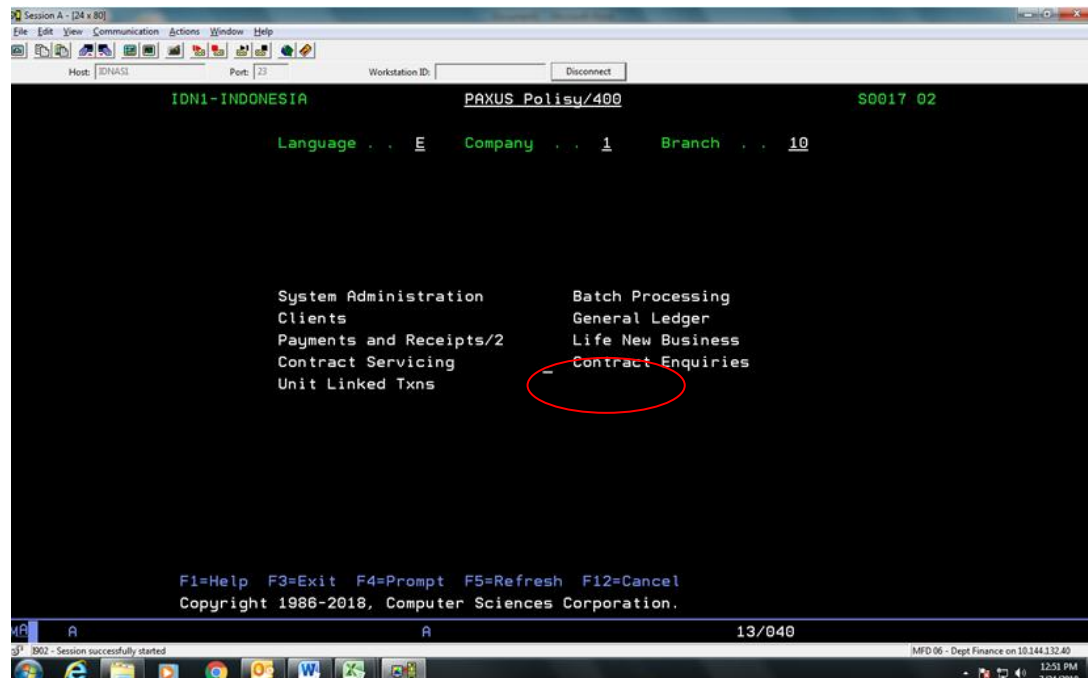 Session A - [24 x 80]
File Edit View Communication Actions Window Help
Host: IDNAS1 Port: 23 Workstation ID: Disconnect
IDN1-INDONESIA PAXUS Polisy/400 S0017 02
Language . . E Company . . 1 Branch . . 10
System Administration Batch Processing
Clients General Ledger
Payments and Receipts/2 Life New Business
Contract Servicing _ Contract Enquiries
Unit Linked Txns
F1=Help F3=Exit F4=Prompt F5=Refresh F12=Cancel
Copyright 1986-2018, Computer Sciences Corporation.
MA A A 13/040
I902 - Session successfully started MFD 06 - Dept Finance on 10.144.132.40
12:51 PM